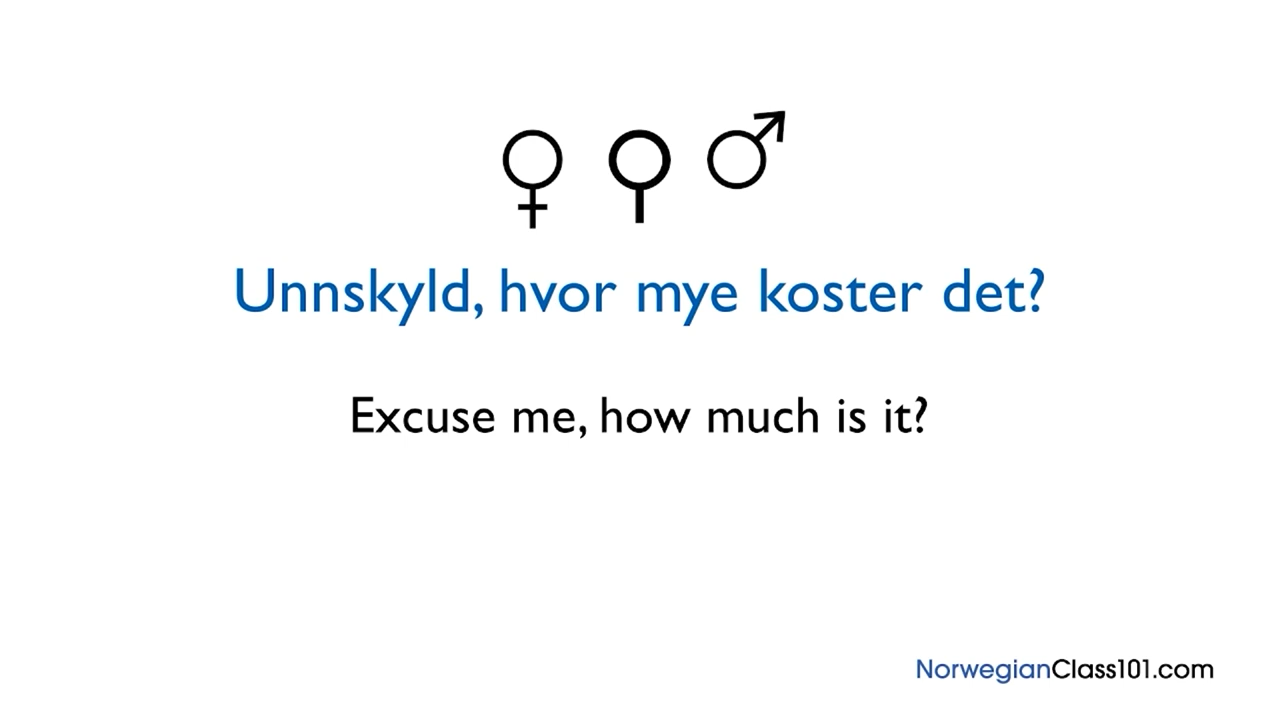 Unnskyld, hvor mye koster det?
Excuse me, how much is it?
NorwegianClass101.com